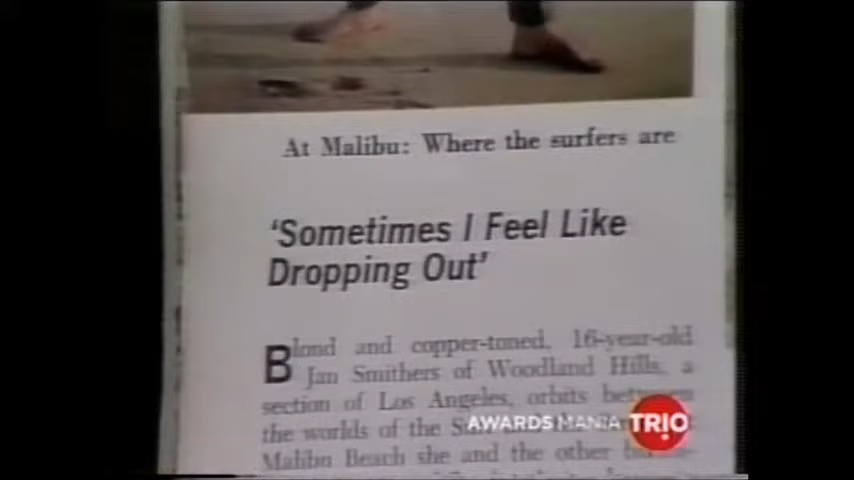 At Malibu: Where the surfers are
'Sometimes I Feel Like
Dropping Out'
Blond and copper-toned, 16-year-old
Jan Smithers of Woodland Hills, a
section of Los Angeles, orbits between
the worlds of the
Malibu Beach she and the other
AWARDS MANIA TRIO